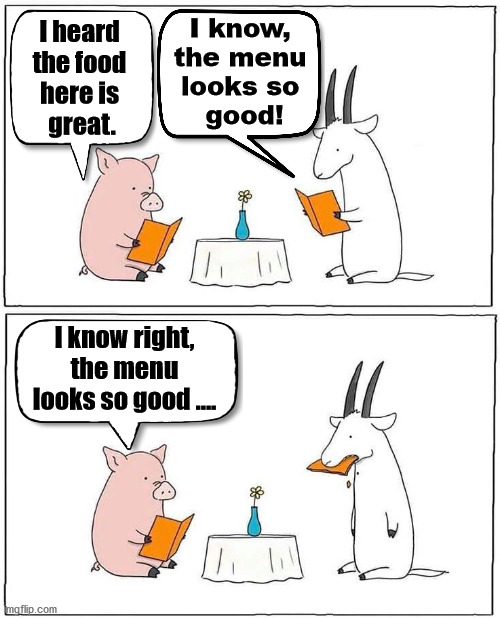 I heard
the food
here is
great.
I know,
the menu
looks so
good!
I know right,
the menu
looks so good ....
imgflip.com